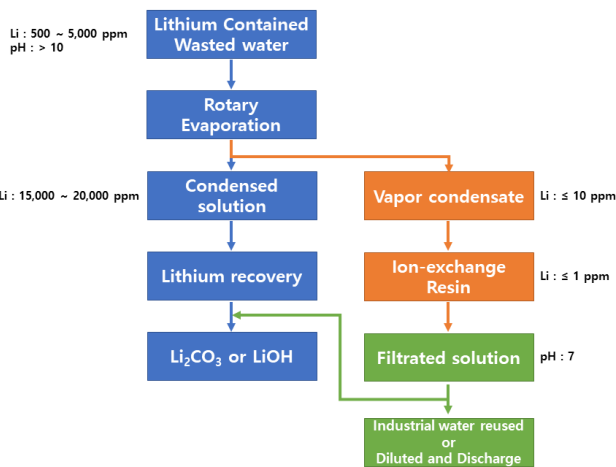 Li : 500 ~ 5,000 ppm
pH : > 10
Lithium Contained
Wasted water
Rotary
Evaporation
Li : 15,000 ~ 20,000 ppm
Condensed
solution
Vapor condensate
Li : ≤ 10 ppm
Lithium recovery
Ion-exchange
Resin
Li : ≤ 1 ppm
Li₂CO₃ or LiOH
Filtrated solution
pH : 7
Industrial water reused
or
Diluted and Discharge